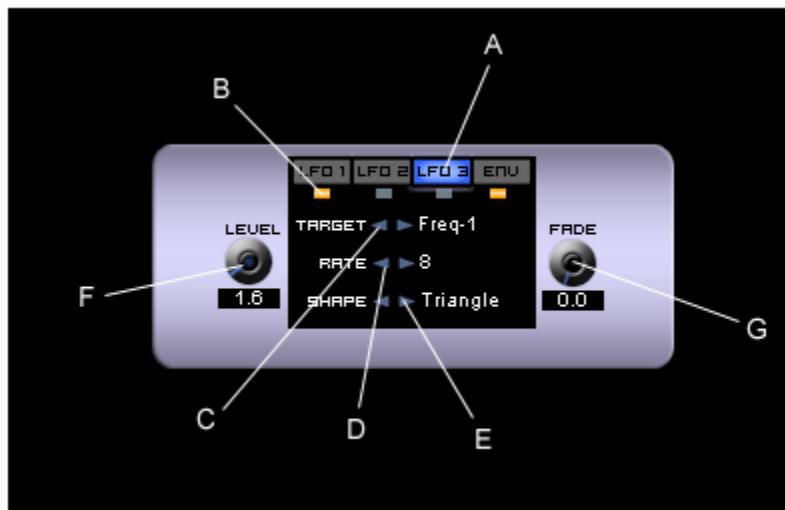 A
B
LFO 1 LFO 2 LFO 3 ENV
LEVEL TARGET Freq-1 FADE
RATE 8
F 1.6 SHAPE Triangle 0.0 G
C D E